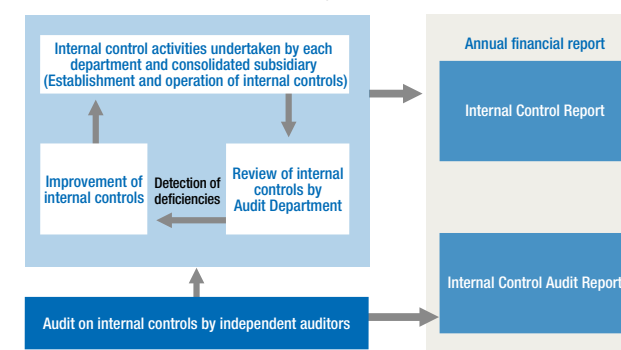 Internal control activities undertaken by each
department and consolidated subsidiary
(Establishment and operation of internal controls)
Improvement of
internal controls
Detection of
deficiencies
Review of internal
controls by
Audit Department
Audit on internal controls by independent auditors
Annual financial report
Internal Control Report
Internal Control Audit Report